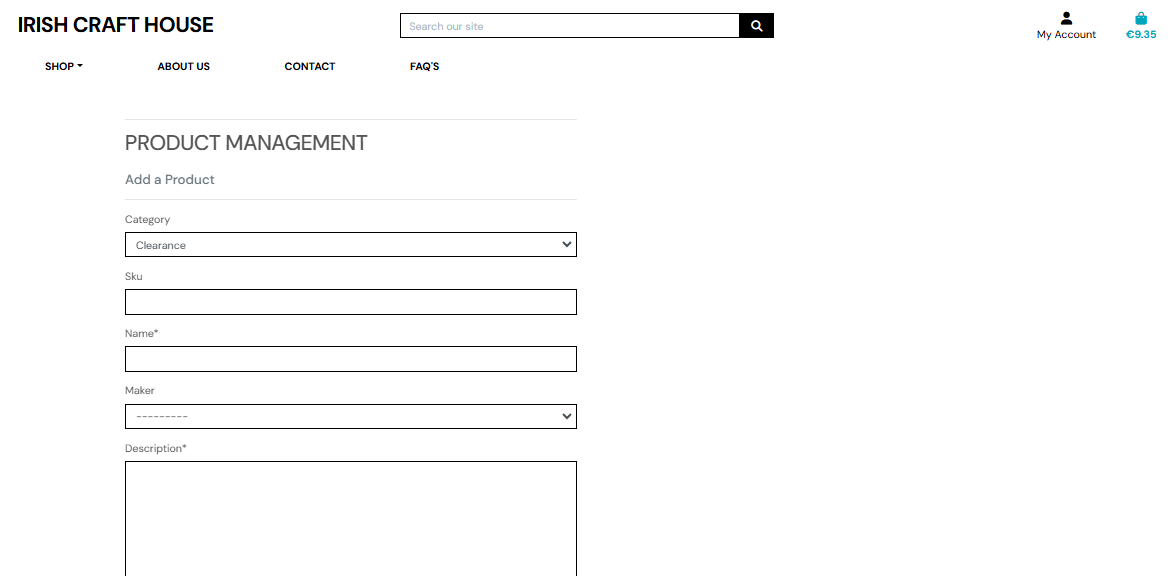 IRISH CRAFT HOUSE
Search our site
My Account
€9.35
SHOP
ABOUT US
CONTACT
FAQ'S
PRODUCT MANAGEMENT
Add a Product
Category
Clearance
Sku
Name*
Maker
---------
Description*